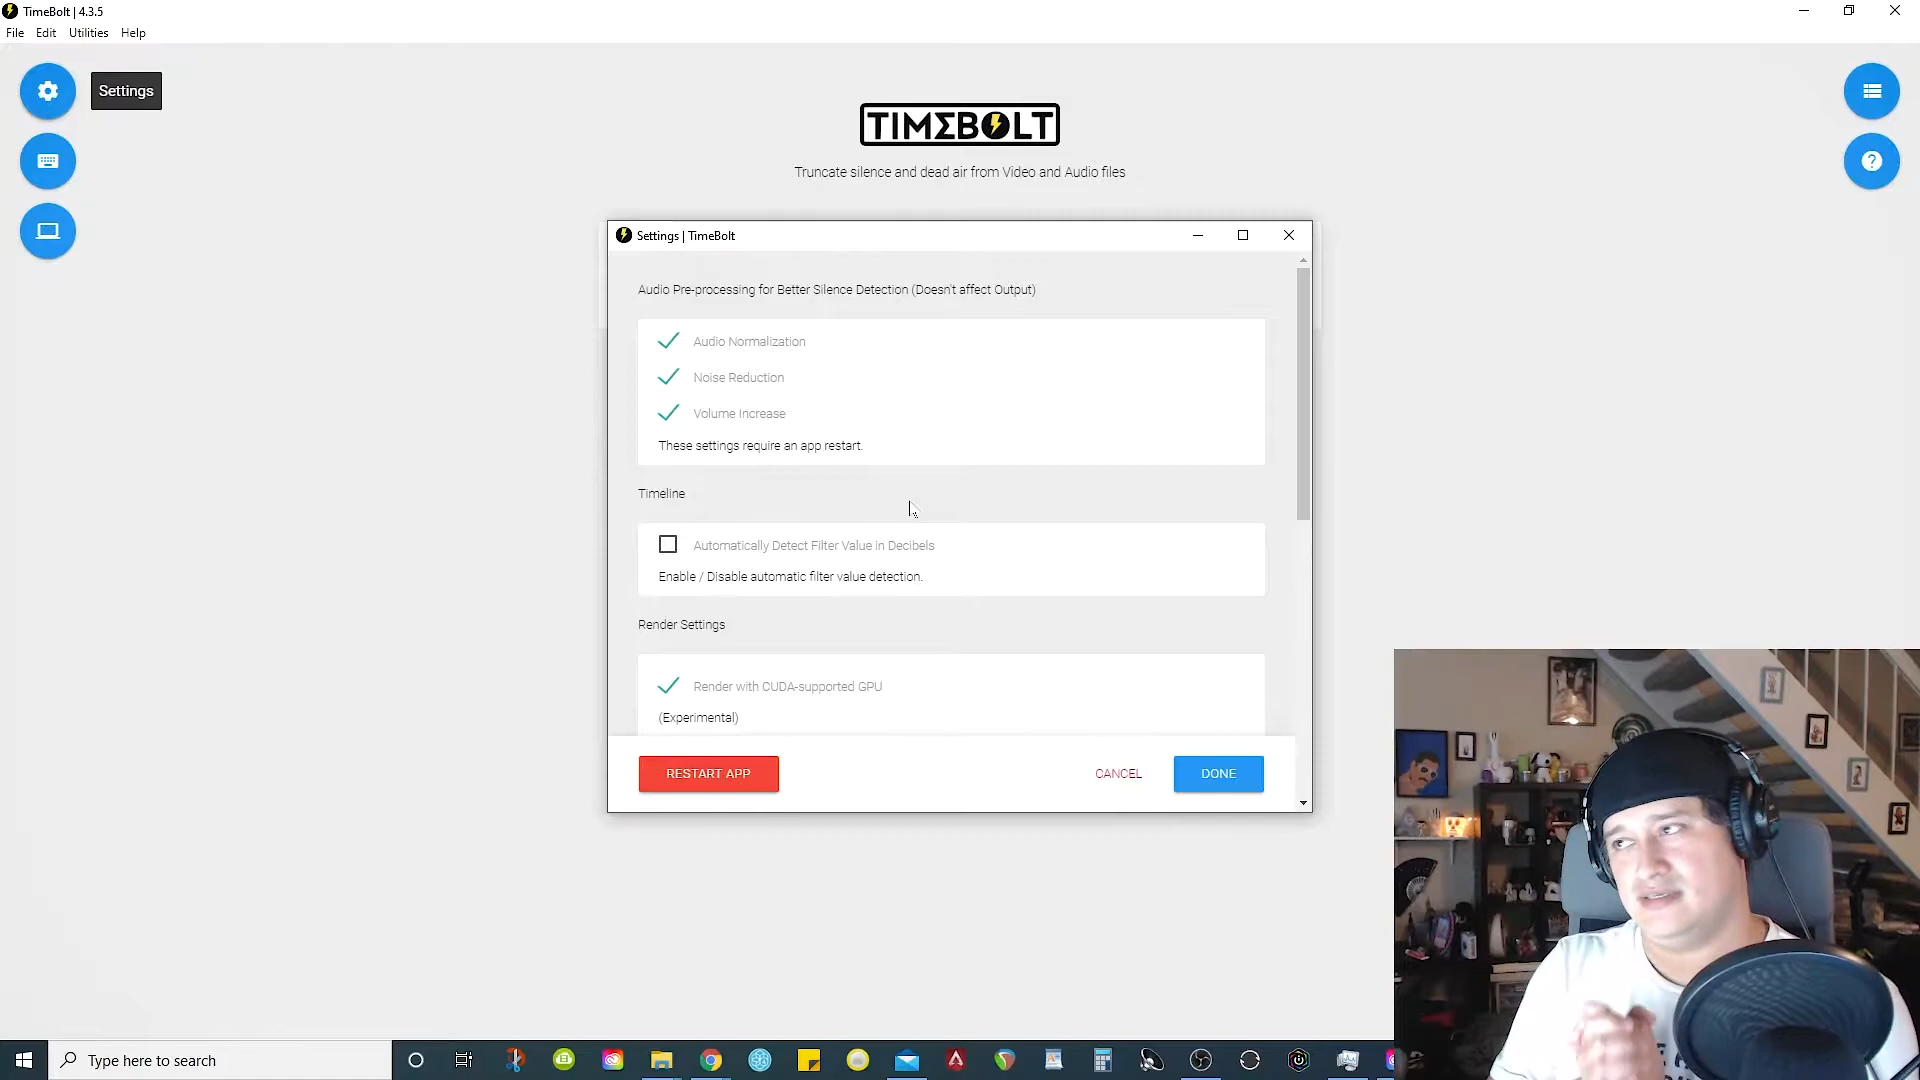 TimeBolt | 4.3.5
File Edit Utilities Help
Settings
TIMΣBOLT
Truncate silence and dead air from Video and Audio files
Settings | TimeBolt
Audio Pre-processing for Better Silence Detection (Doesn't affect Output)
Audio Normalization
Noise Reduction
Volume Increase
These settings require an app restart.
Timeline
Automatically Detect Filter Value in Decibels
Enable / Disable automatic filter value detection.
Render Settings
Render with CUDA-supported GPU
(Experimental)
RESTART APP
CANCEL
DONE
Type here to search